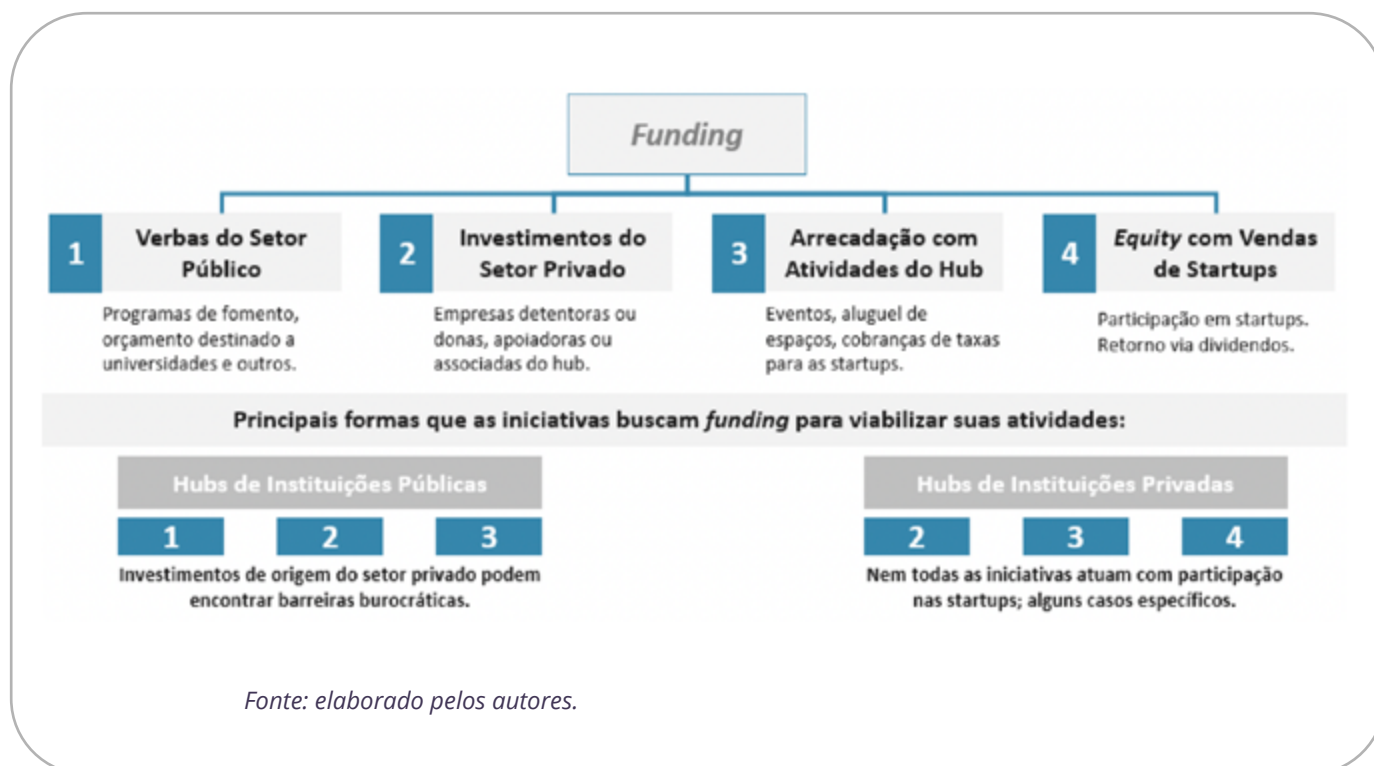 Funding
1
Verbas do Setor
Público
Programas de fomento,
orçamento destinado a
universidades e outros.
2
Investimentos do
Setor Privado
Empresas detentoras ou
donas, apoiadoras ou
associadas do hub.
3
Arrecadação com
Atividades do Hub
Eventos, aluguel de
espaços, cobranças de taxas
para as startups.
4
Equity com Vendas
de Startups
Participação em startups.
Retorno via dividendos.
Principais formas que as iniciativas buscam funding para viabilizar suas atividades:
Hubs de Instituições Públicas
1 2 3
Investimentos de origem do setor privado podem
encontrar barreiras burocráticas.
Hubs de Instituições Privadas
2 3 4
Nem todas as iniciativas atuam com participação
nas startups; alguns casos específicos.
Fonte: elaborado pelos autores.